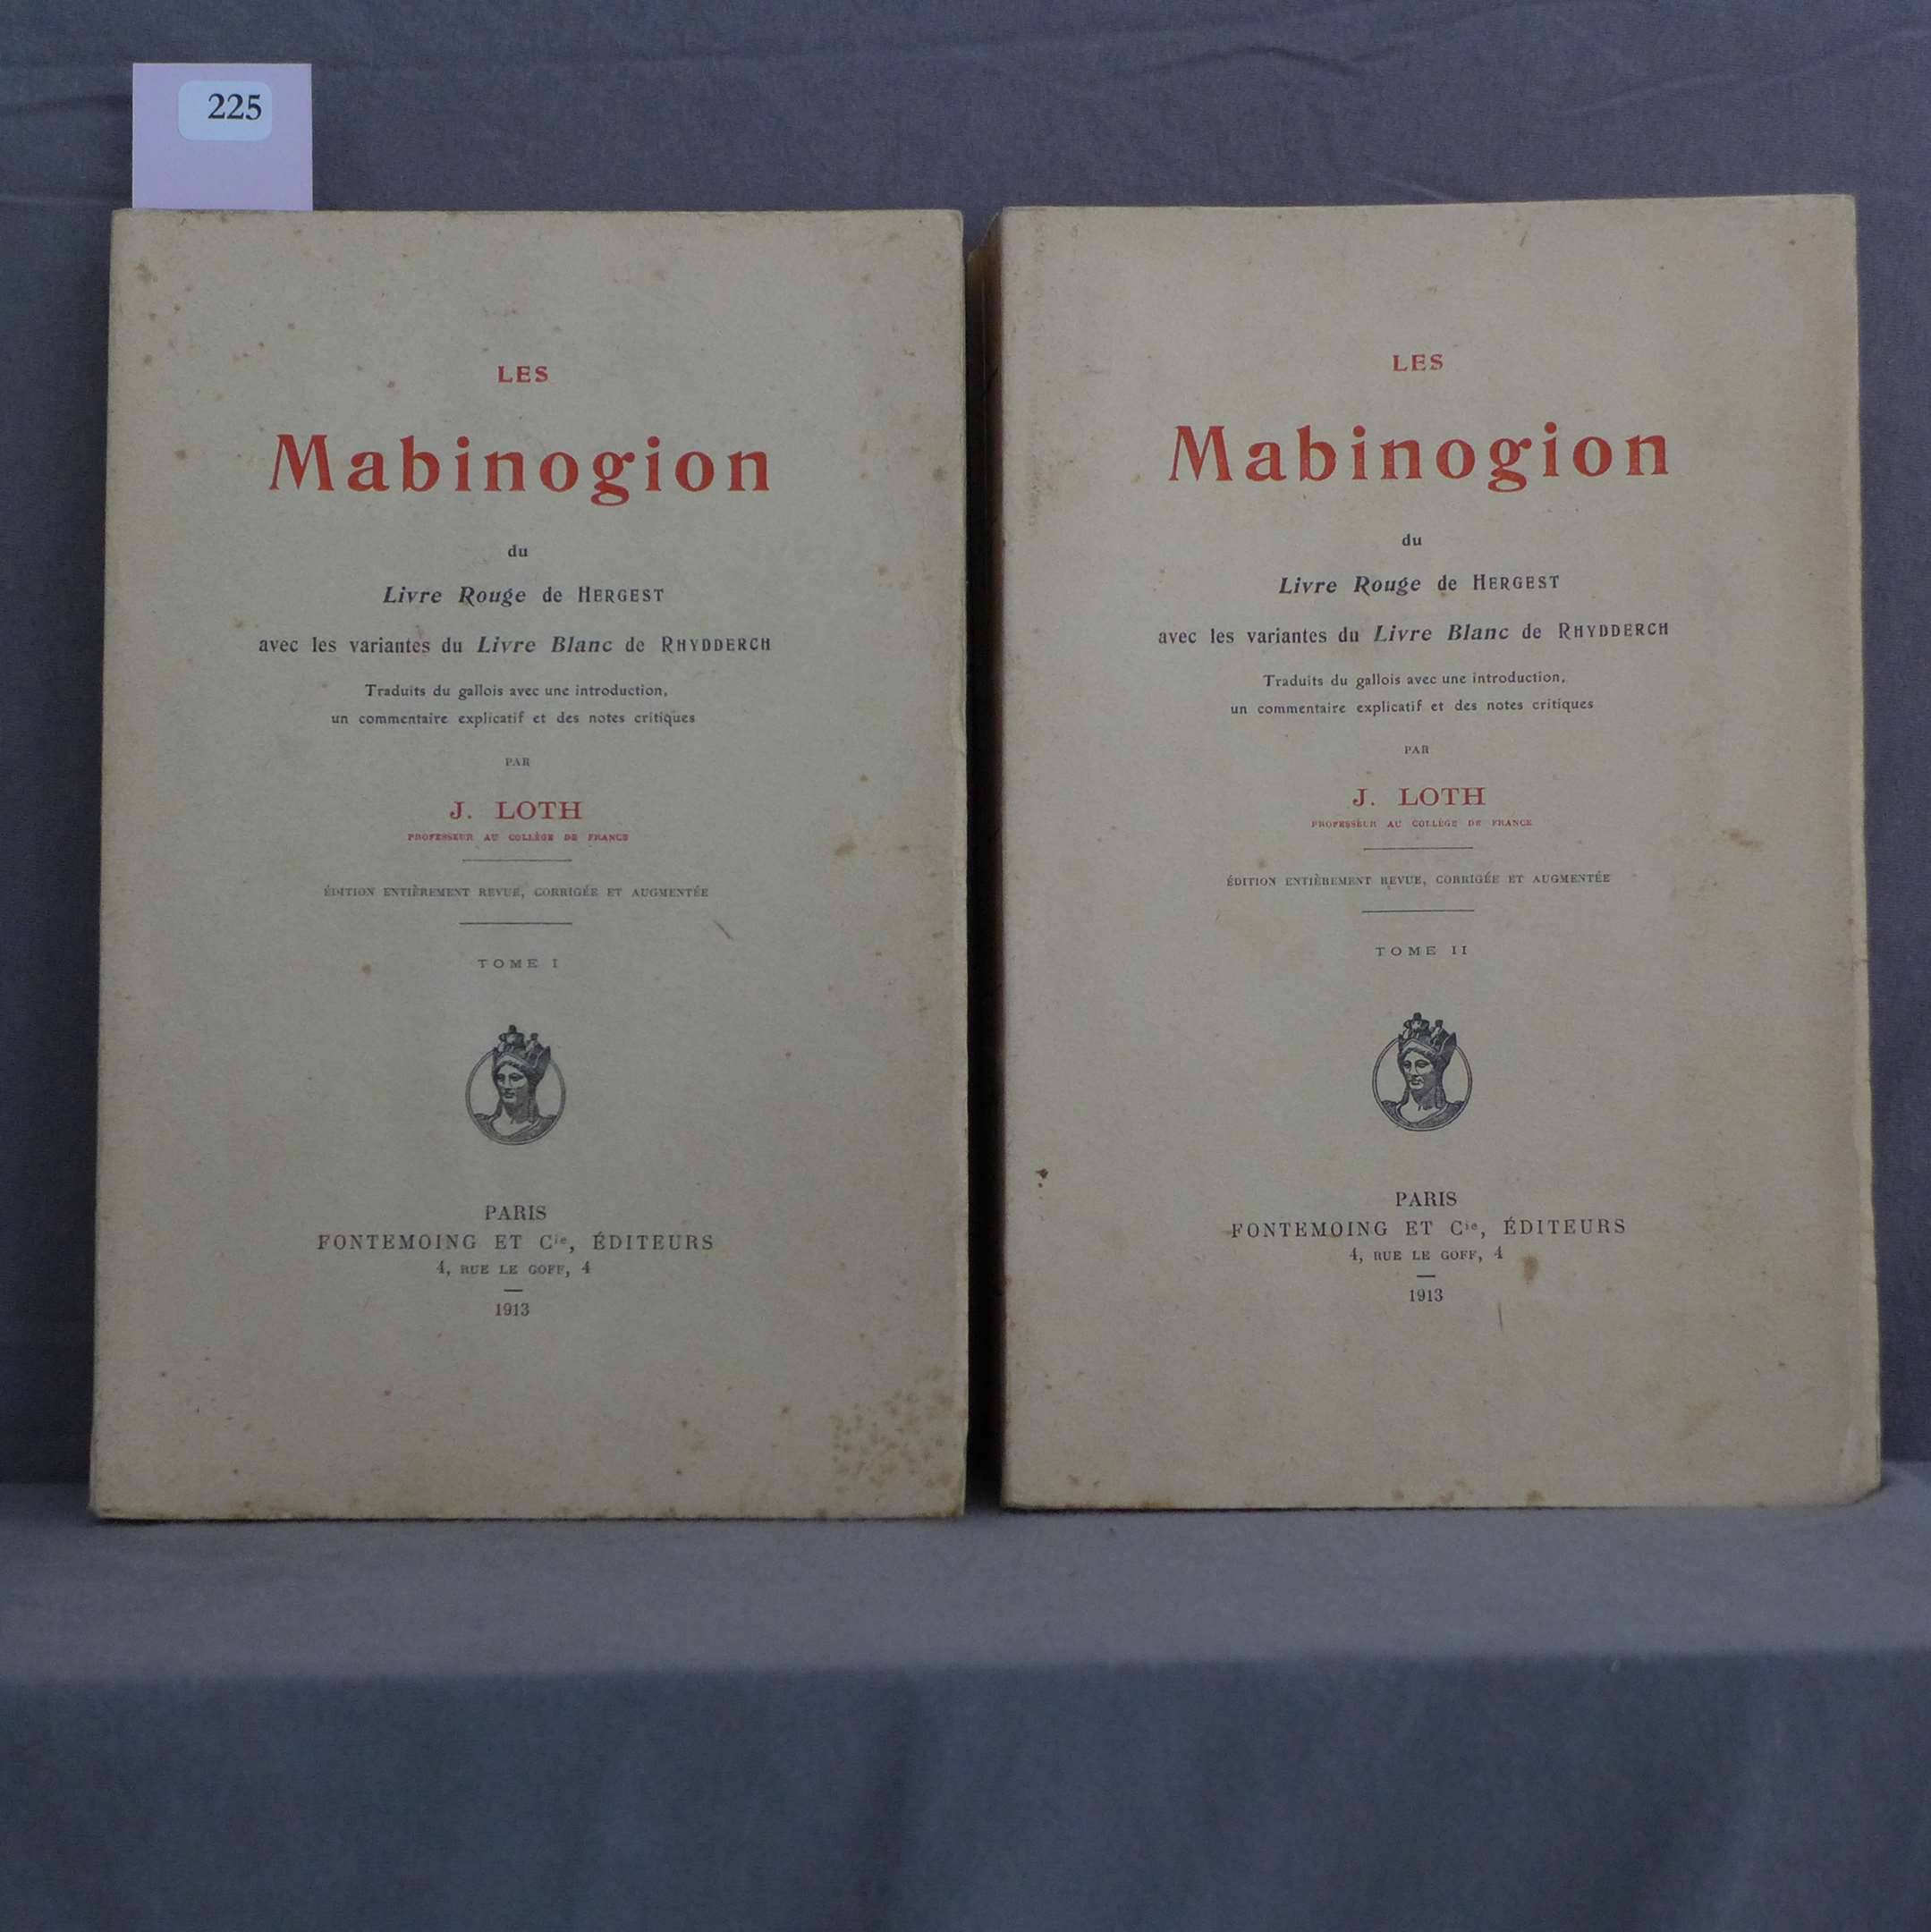 225
LES
Mabinogion
du
Livre Rouge de HERGEST
avec les variantes du Livre Blanc de RHYDDERCH
Traduits du gallois avec une introduction,
un commentaire explicatif et des notes critiques
PAR
J. LOTH
PROFESSEUR AU COLLÈGE DE FRANCE
ÉDITION ENTIÈREMENT REVUE, CORRIGÉE ET AUGMENTÉE
TOME I
PARIS
FONTEMOING ET Cie, ÉDITEURS
4, RUE LE GOFF, 4
1913
LES
Mabinogion
du
Livre Rouge de HERGEST
avec les variantes du Livre Blanc de RHYDDERCH
Traduits du gallois avec une introduction,
un commentaire explicatif et des notes critiques
PAR
J. LOTH
PROFESSEUR AU COLLÈGE DE FRANCE
ÉDITION ENTIÈREMENT REVUE, CORRIGÉE ET AUGMENTÉE
TOME II
PARIS
FONTEMOING ET Cie, ÉDITEURS
4, RUE LE GOFF, 4
1913